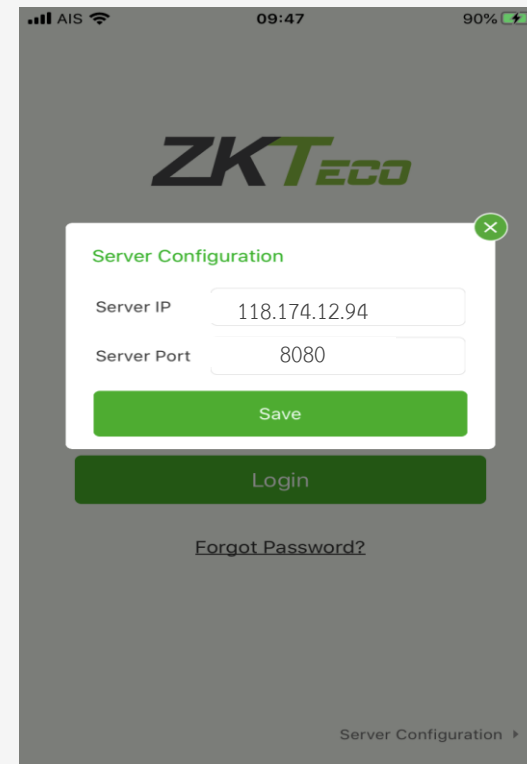 AIS 09:47 90%
ZKTECO
Server Configuration
Server IP 118.174.12.94
Server Port 8080
Save
Login
Forgot Password?
Server Configuration